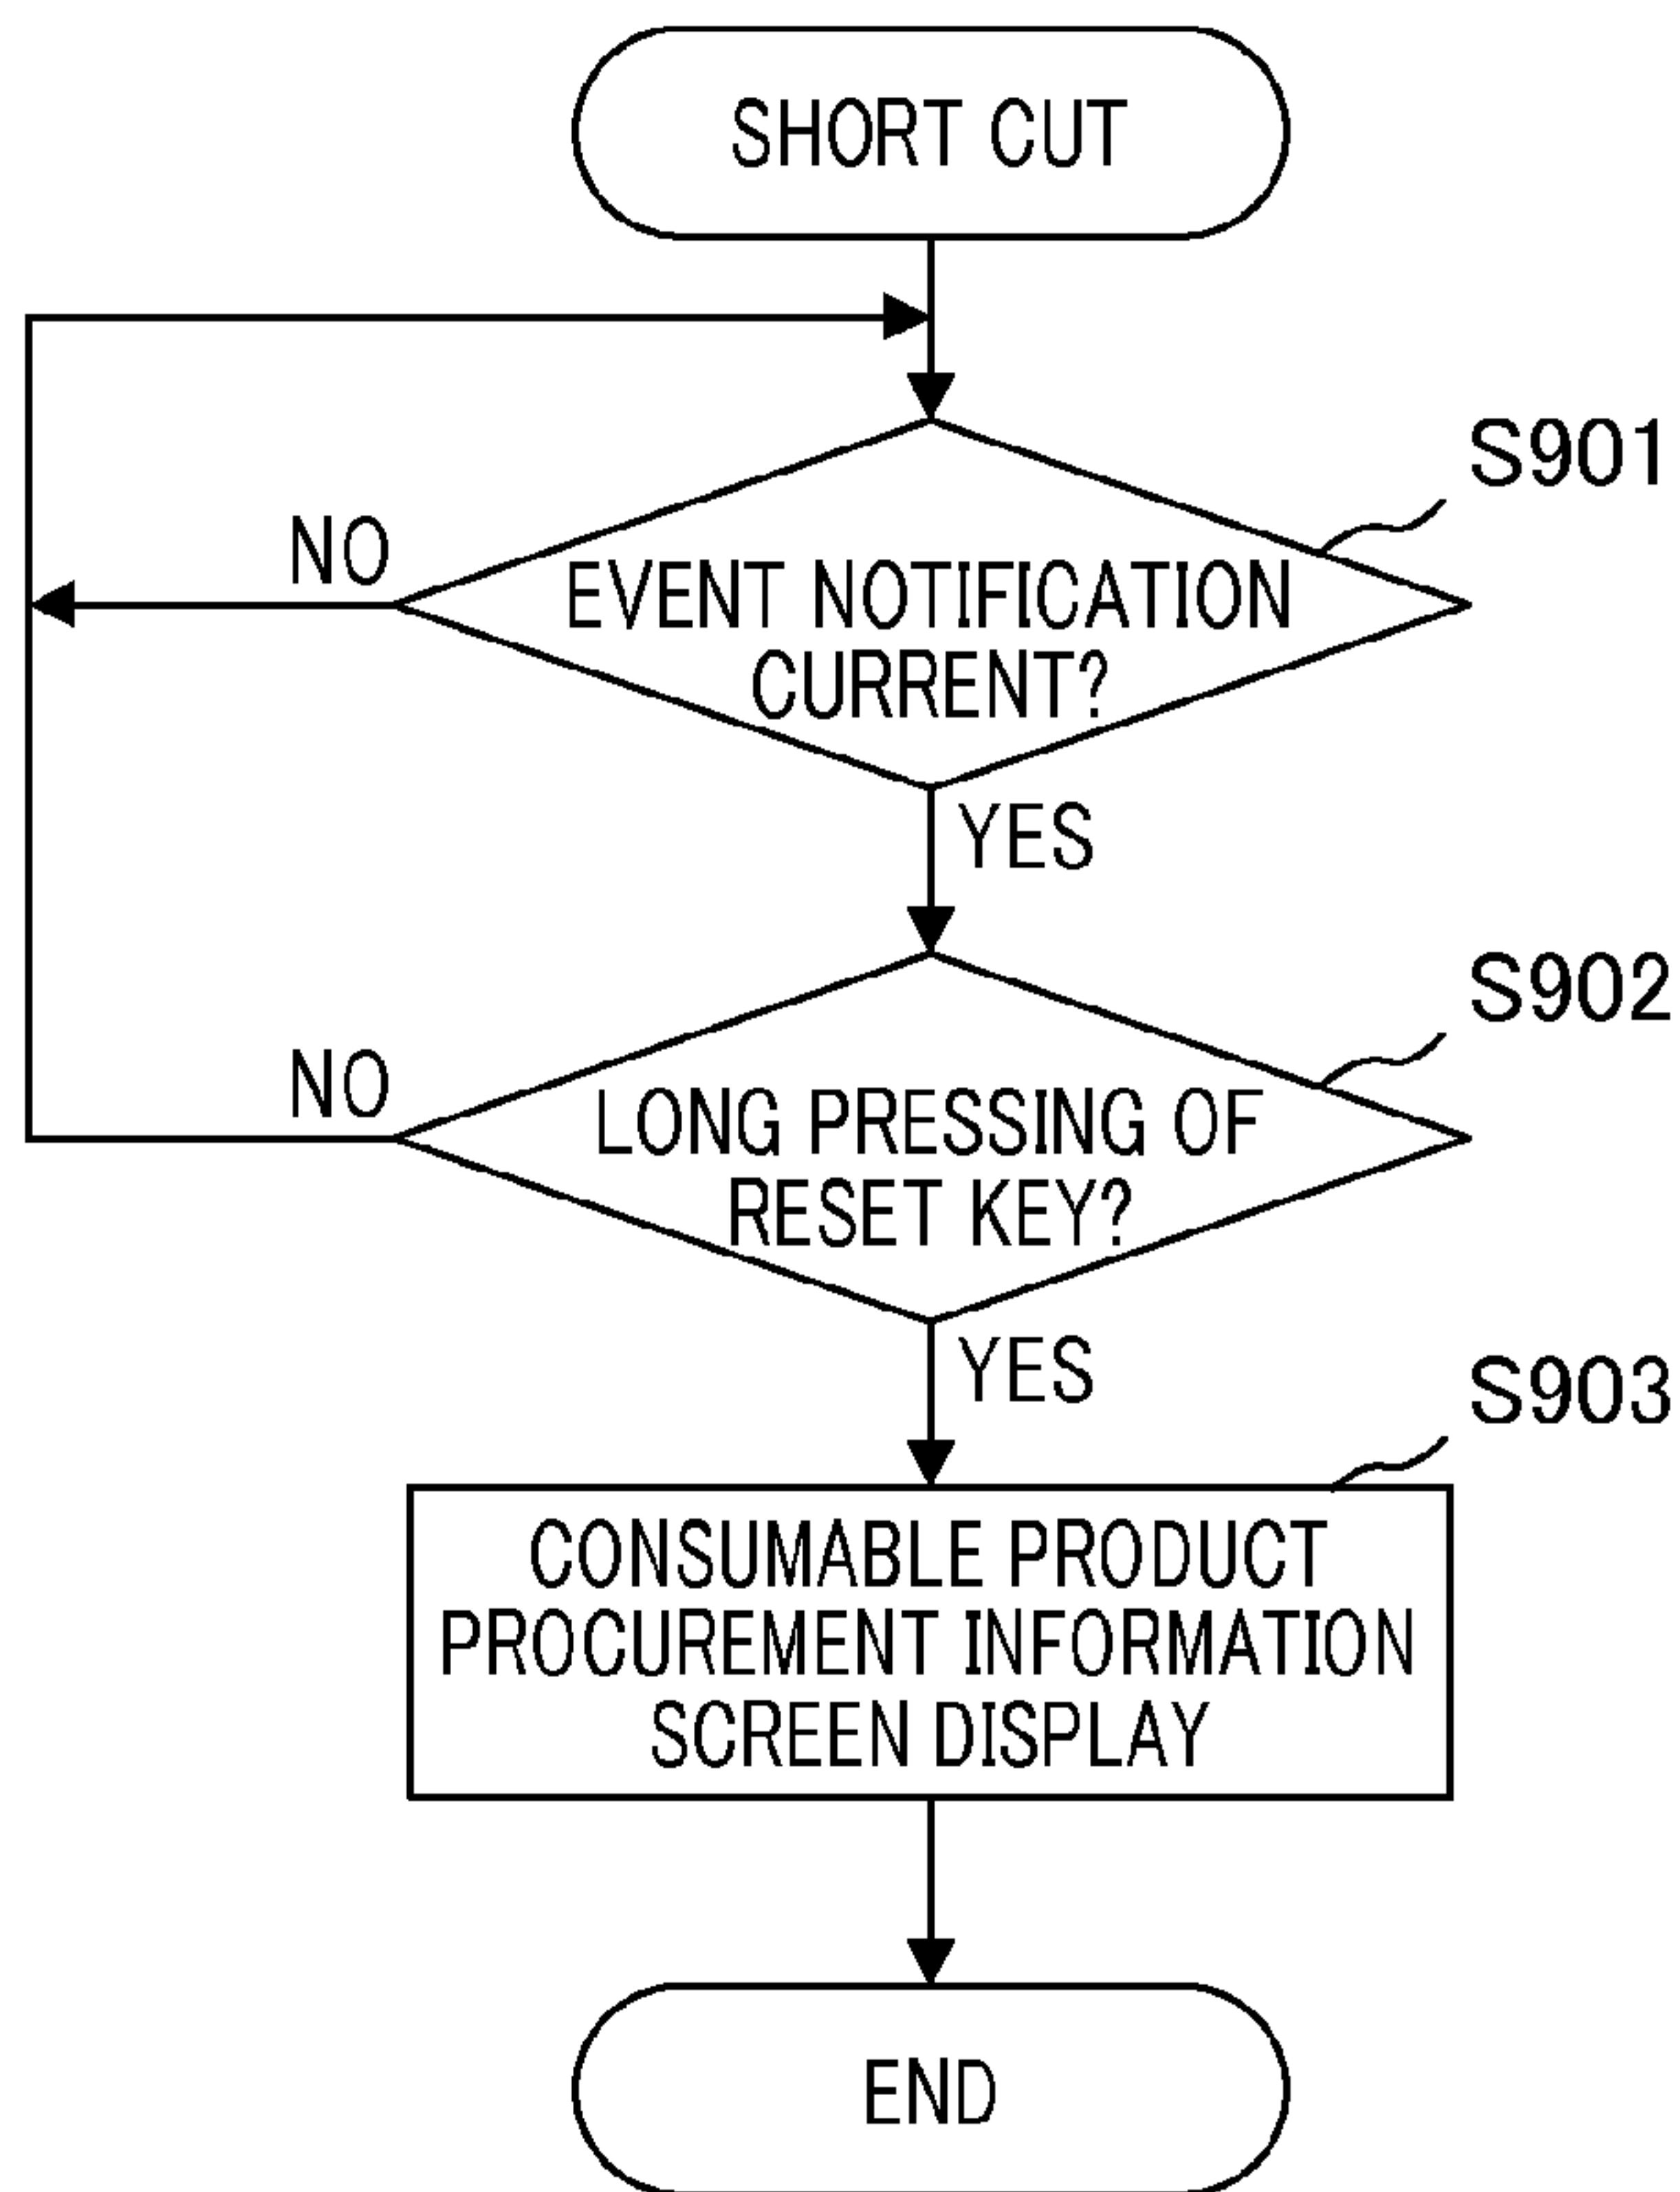 SHORT CUT
S901
NO
EVENT NOTIFICATION
CURRENT?
YES
S902
NO
LONG PRESSING OF
RESET KEY?
YES
S903
CONSUMABLE PRODUCT
PROCUREMENT INFORMATION
SCREEN DISPLAY
END